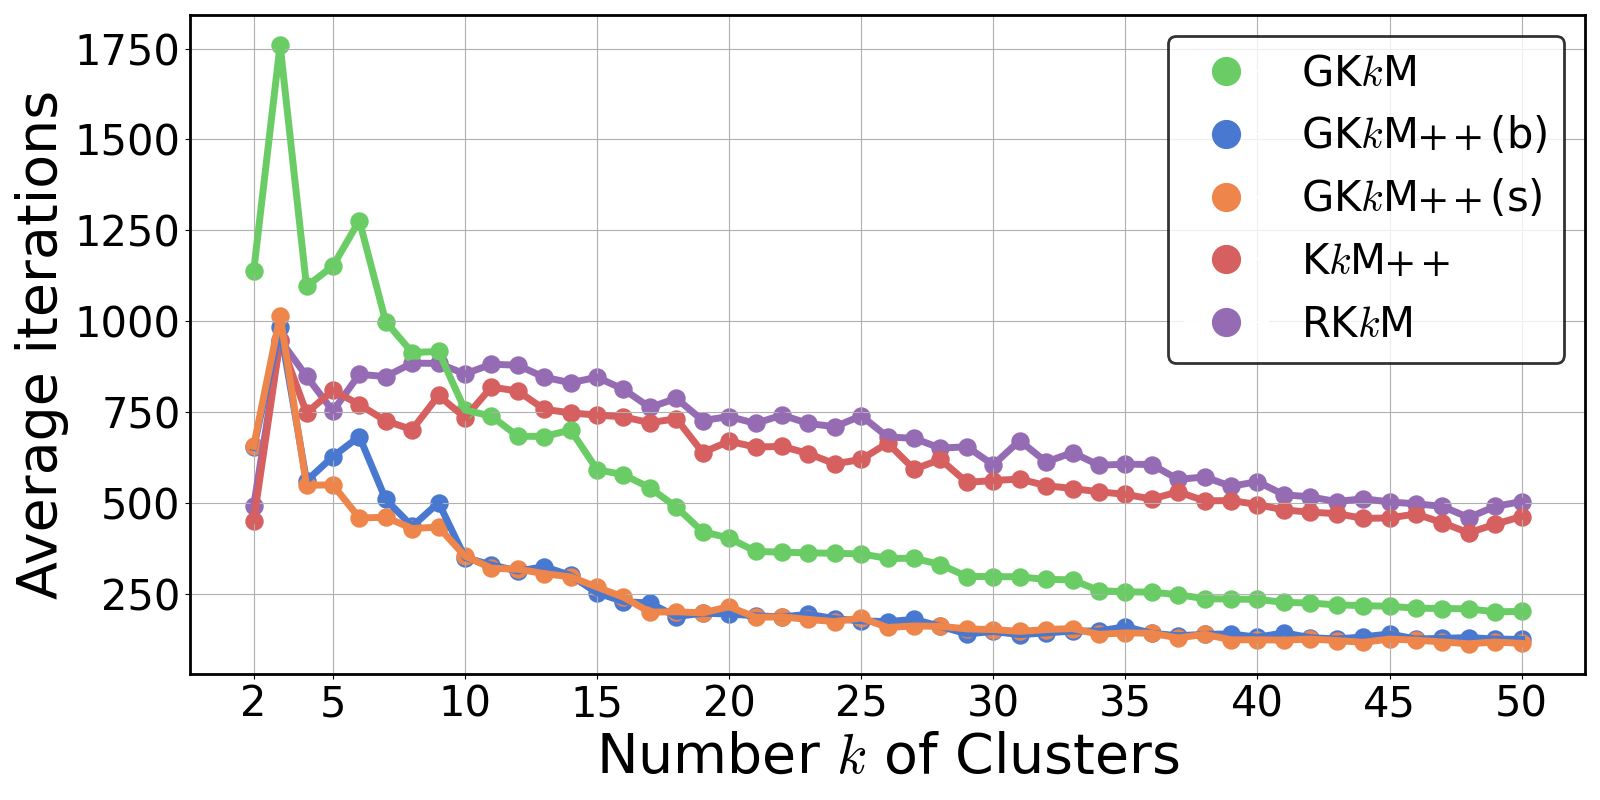 Average iterations
1750
1500
1250
1000
750
500
250
GKkM
GKkM++(b)
GKkM++(s)
KkM++
RKkM
2 5 10 15 20 25 30 35 40 45 50
Number k of Clusters